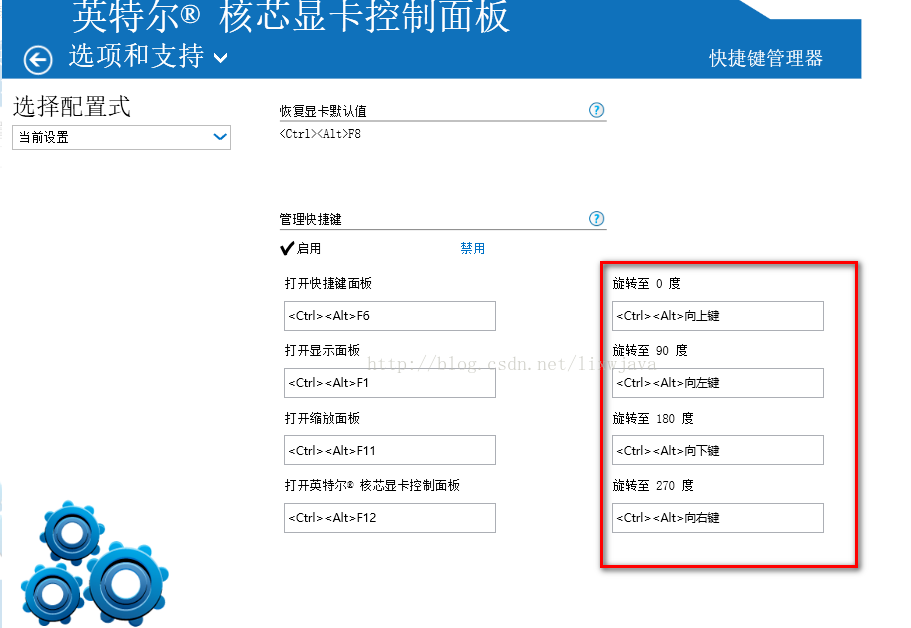 英特尔® 核芯显卡控制面板
选项和支持
快捷键管理器
选择配置式
当前设置
恢复显卡默认值
?
<Ctrl><Alt>F8
管理快捷键
?
启用
禁用
打开快捷键面板
<Ctrl><Alt>F6
打开显示面板
<Ctrl><Alt>F1
打开缩放面板
<Ctrl><Alt>F11
打开英特尔® 核芯显卡控制面板
<Ctrl><Alt>F12
旋转至 0 度
<Ctrl><Alt>向上键
旋转至 90 度
<Ctrl><Alt>向左键
旋转至 180 度
<Ctrl><Alt>向下键
旋转至 270 度
<Ctrl><Alt>向右键